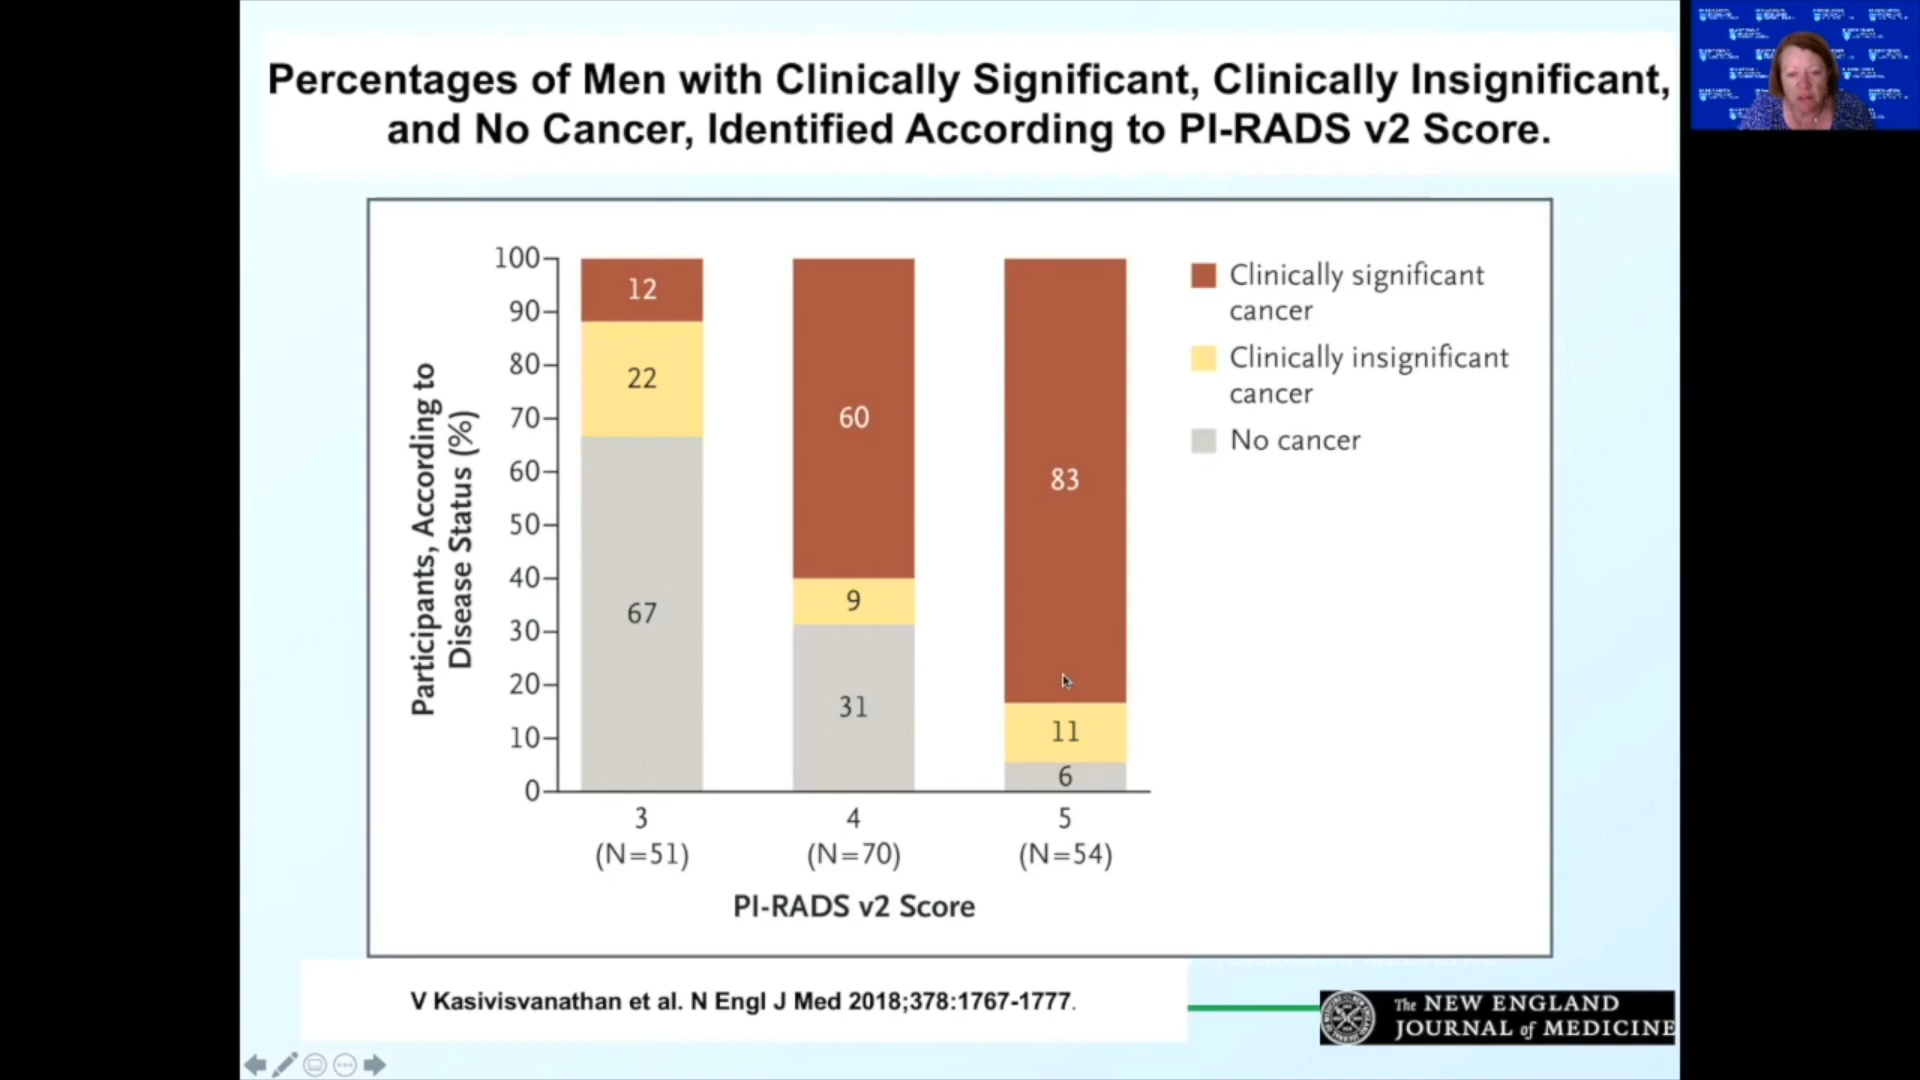 Percentages of Men with Clinically Significant, Clinically Insignificant,
and No Cancer, Identified According to PI-RADS v2 Score.
Participants, According to
Disease Status (%)
100
90
80
70
60
50
40
30
20
10
0
12
22
67
60
9
31
83
11
6
3
(N=51)
4
(N=70)
5
(N=54)
PI-RADS v2 Score
Clinically significant
cancer
Clinically insignificant
cancer
No cancer
V Kasivisvanathan et al. N Engl J Med 2018;378:1767-1777.
The NEW ENGLAND
JOURNAL of MEDICINE